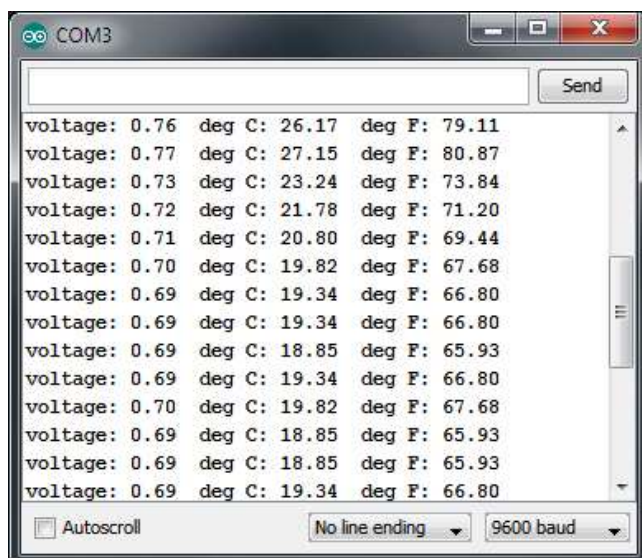 COM3
Send
voltage: 0.76  deg C: 26.17  deg F: 79.11
voltage: 0.77  deg C: 27.15  deg F: 80.87
voltage: 0.73  deg C: 23.24  deg F: 73.84
voltage: 0.72  deg C: 21.78  deg F: 71.20
voltage: 0.71  deg C: 20.80  deg F: 69.44
voltage: 0.70  deg C: 19.82  deg F: 67.68
voltage: 0.69  deg C: 19.34  deg F: 66.80
voltage: 0.69  deg C: 19.34  deg F: 66.80
voltage: 0.69  deg C: 18.85  deg F: 65.93
voltage: 0.69  deg C: 19.34  deg F: 66.80
voltage: 0.70  deg C: 19.82  deg F: 67.68
voltage: 0.69  deg C: 18.85  deg F: 65.93
voltage: 0.69  deg C: 18.85  deg F: 65.93
voltage: 0.69  deg C: 19.34  deg F: 66.80
Autoscroll No line ending 9600 baud